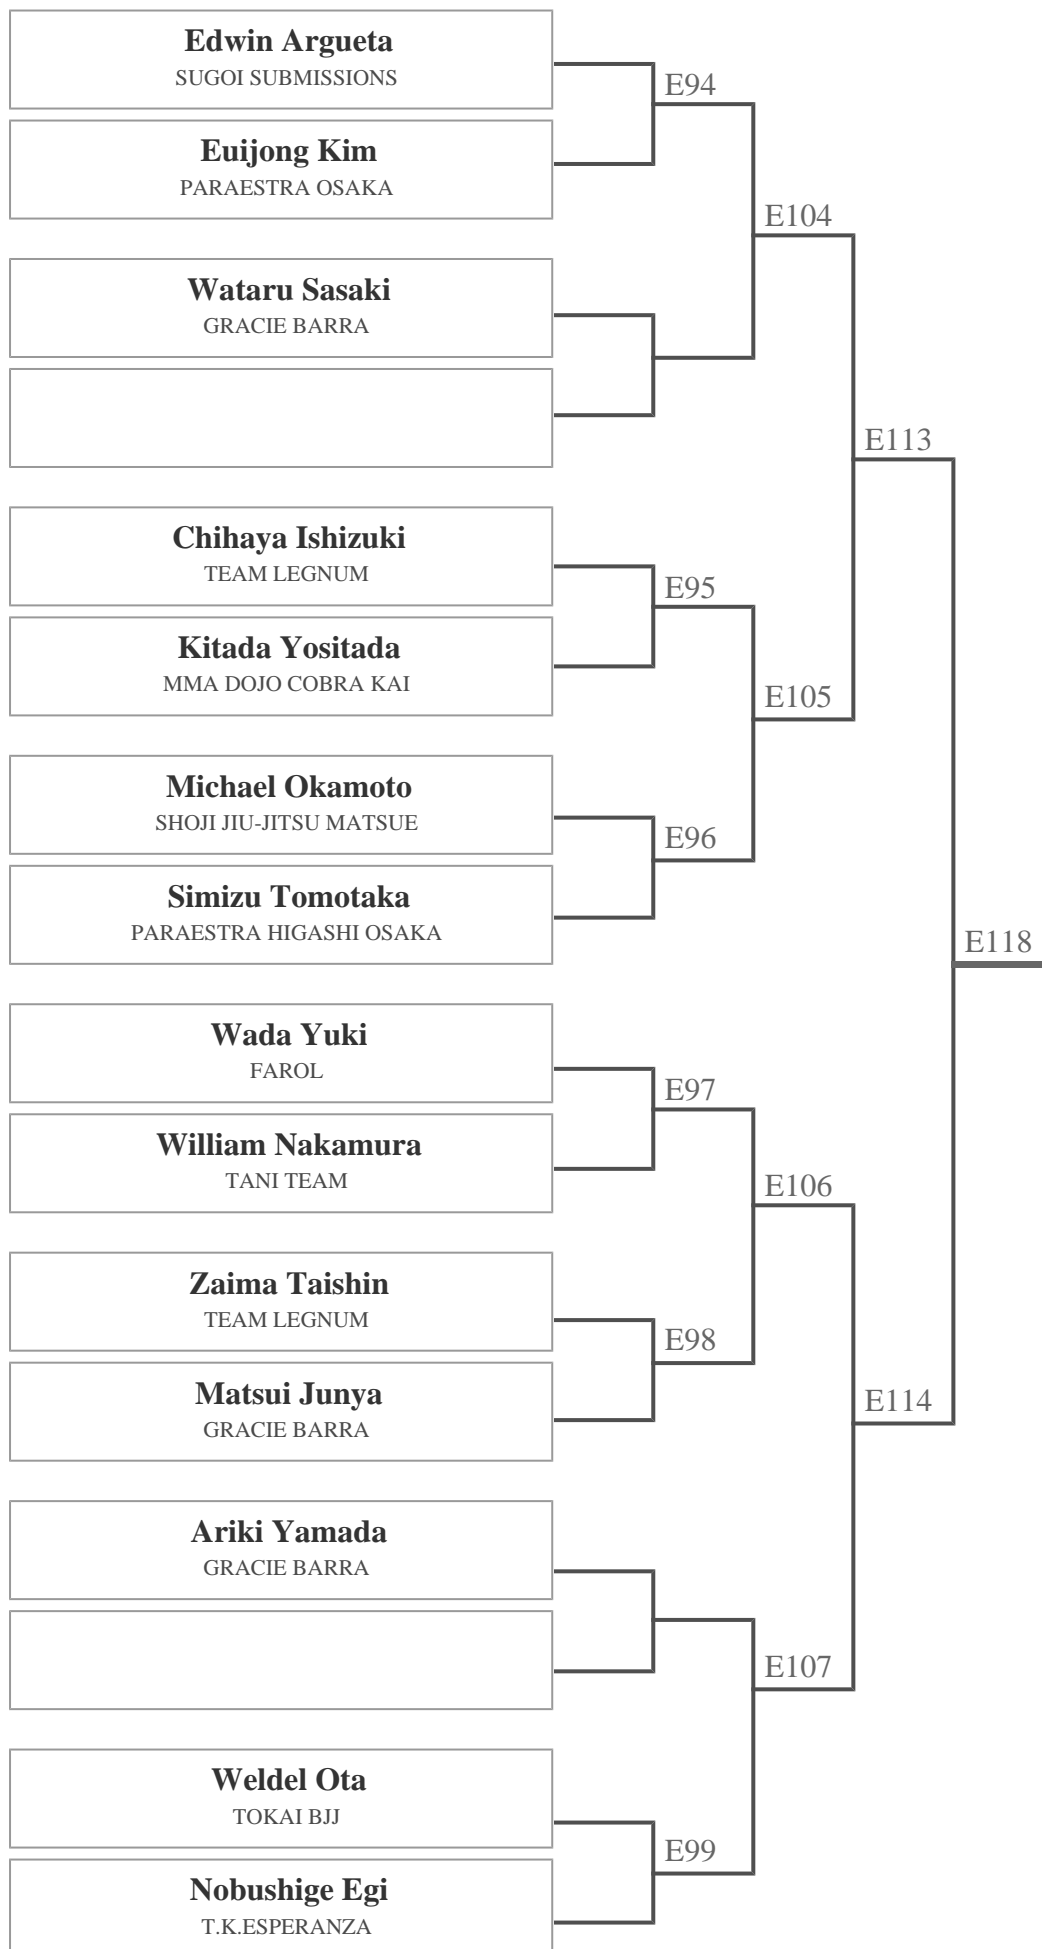 Edwin Argueta
SUGOI SUBMISSIONS
E94
Euijong Kim
PARAESTRA OSAKA
E104
Wataru Sasaki
GRACIE BARRA
E113
Chihaya Ishizuki
TEAM LEGNUM
E95
Kitada Yositada
MMA DOJO COBRA KAI
E105
Michael Okamoto
SHOJI JIU-JITSU MATSUE
E96
Simizu Tomotaka
PARAESTRA HIGASHI OSAKA
E118
Wada Yuki
FAROL
E97
William Nakamura
TANI TEAM
E106
Zaima Taishin
TEAM LEGNUM
E98
Matsui Junya
GRACIE BARRA
E114
Ariki Yamada
GRACIE BARRA
E107
Weldel Ota
TOKAI BJJ
E99
Nobushige Egi
T.K.ESPERANZA